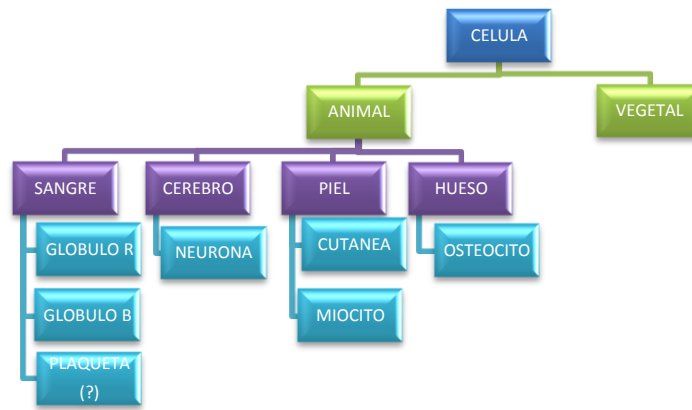 CELULA
ANIMAL
VEGETAL
SANGRE
CEREBRO
PIEL
HUESO
GLOBULO R
NEURONA
CUTANEA
OSTEOCITO
GLOBULO B
MIOCITO
PLAQUETA
(?)